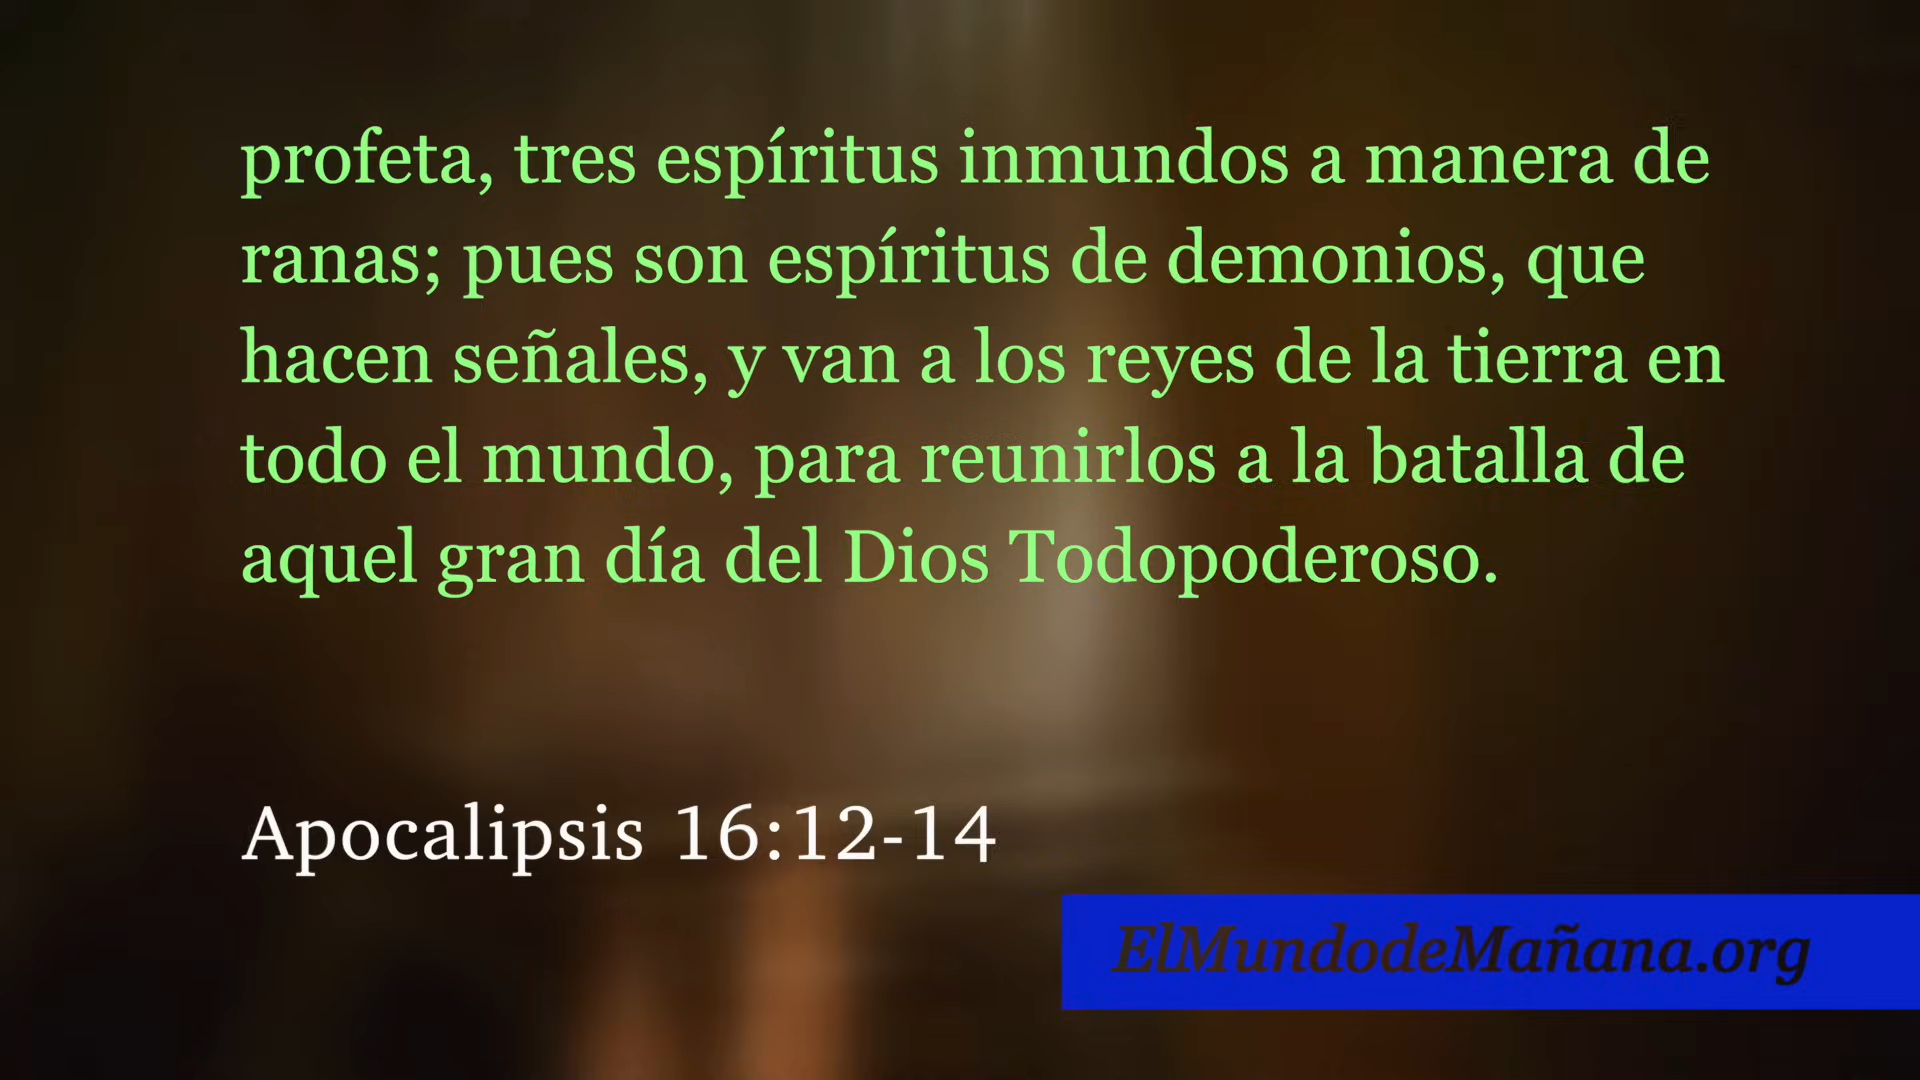 profeta, tres espíritus inmundos a manera de
ranas; pues son espíritus de demonios, que
hacen señales, y van a los reyes de la tierra en
todo el mundo, para reunirlos a la batalla de
aquel gran día del Dios Todopoderoso.
Apocalipsis 16:12-14
ElMundodeMañana.org